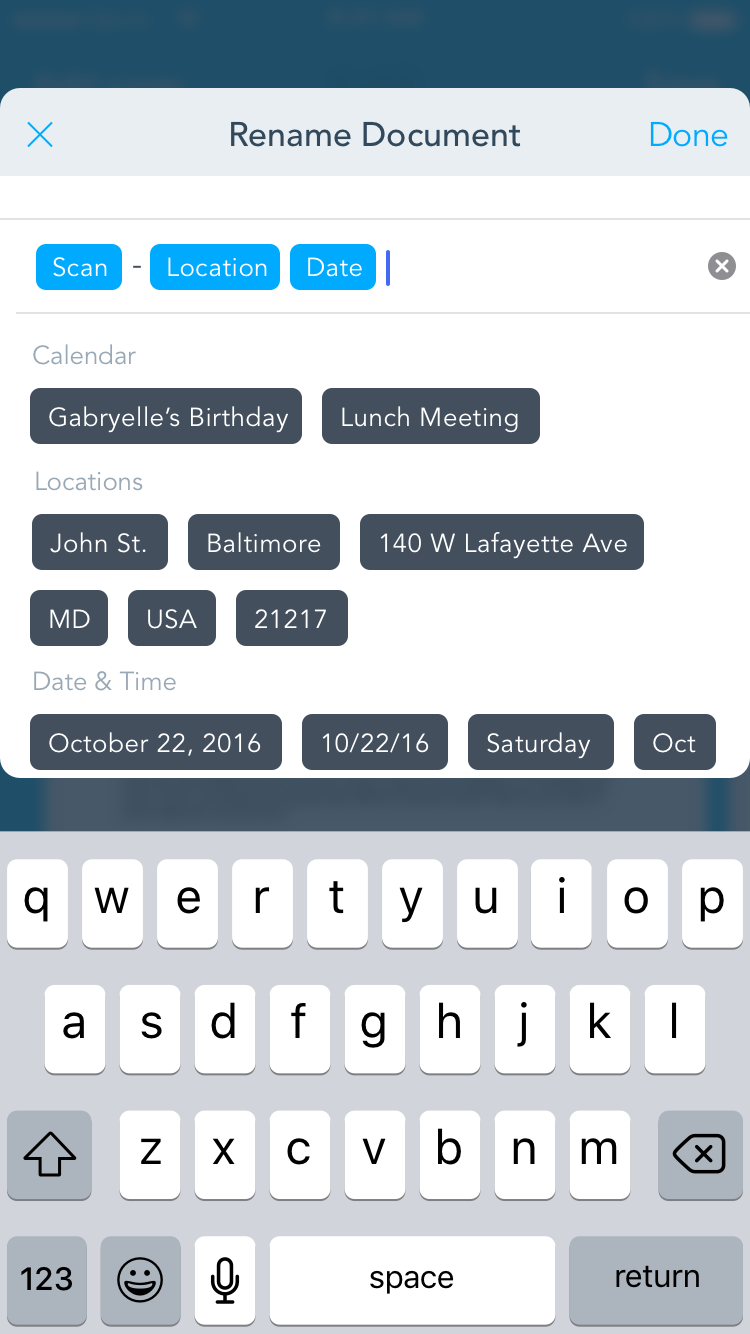 Rename Document Done
Scan - Location Date
Calendar
Gabryelle’s Birthday Lunch Meeting
Locations
John St. Baltimore 140 W Lafayette Ave
MD USA 21217
Date & Time
October 22, 2016 10/22/16 Saturday Oct
q w e r t y u i o p
a s d f g h j k l
z x c v b n m
123 space return